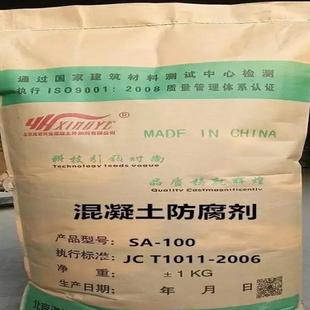 通过国家建筑材料测试中心检测
执行ISO9001:2008质量管理体系认证
XINNYE
®
MADE IN CHINA
科技引领时尚
Technology leads vogue
品质铸就辉煌
Quality Castmagnificently
混凝土防腐剂
产品型号: SA-100
执行标准: JC T1011-2006
净 重: ±1KG
生产日期: 年 月 日
北京